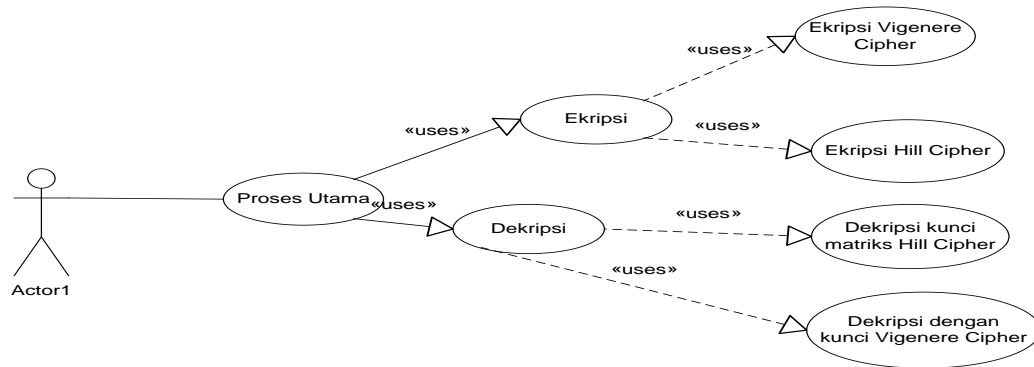 Ekripsi Vigenere
Cipher
«uses»
Ekripsi
«uses»
«uses»
Ekripsi Hill Cipher
Proses Utama
«uses»
Dekripsi
«uses»
Dekripsi kunci
matriks Hill Cipher
«uses»
Actor1
Dekripsi dengan
kunci Vigenere Cipher